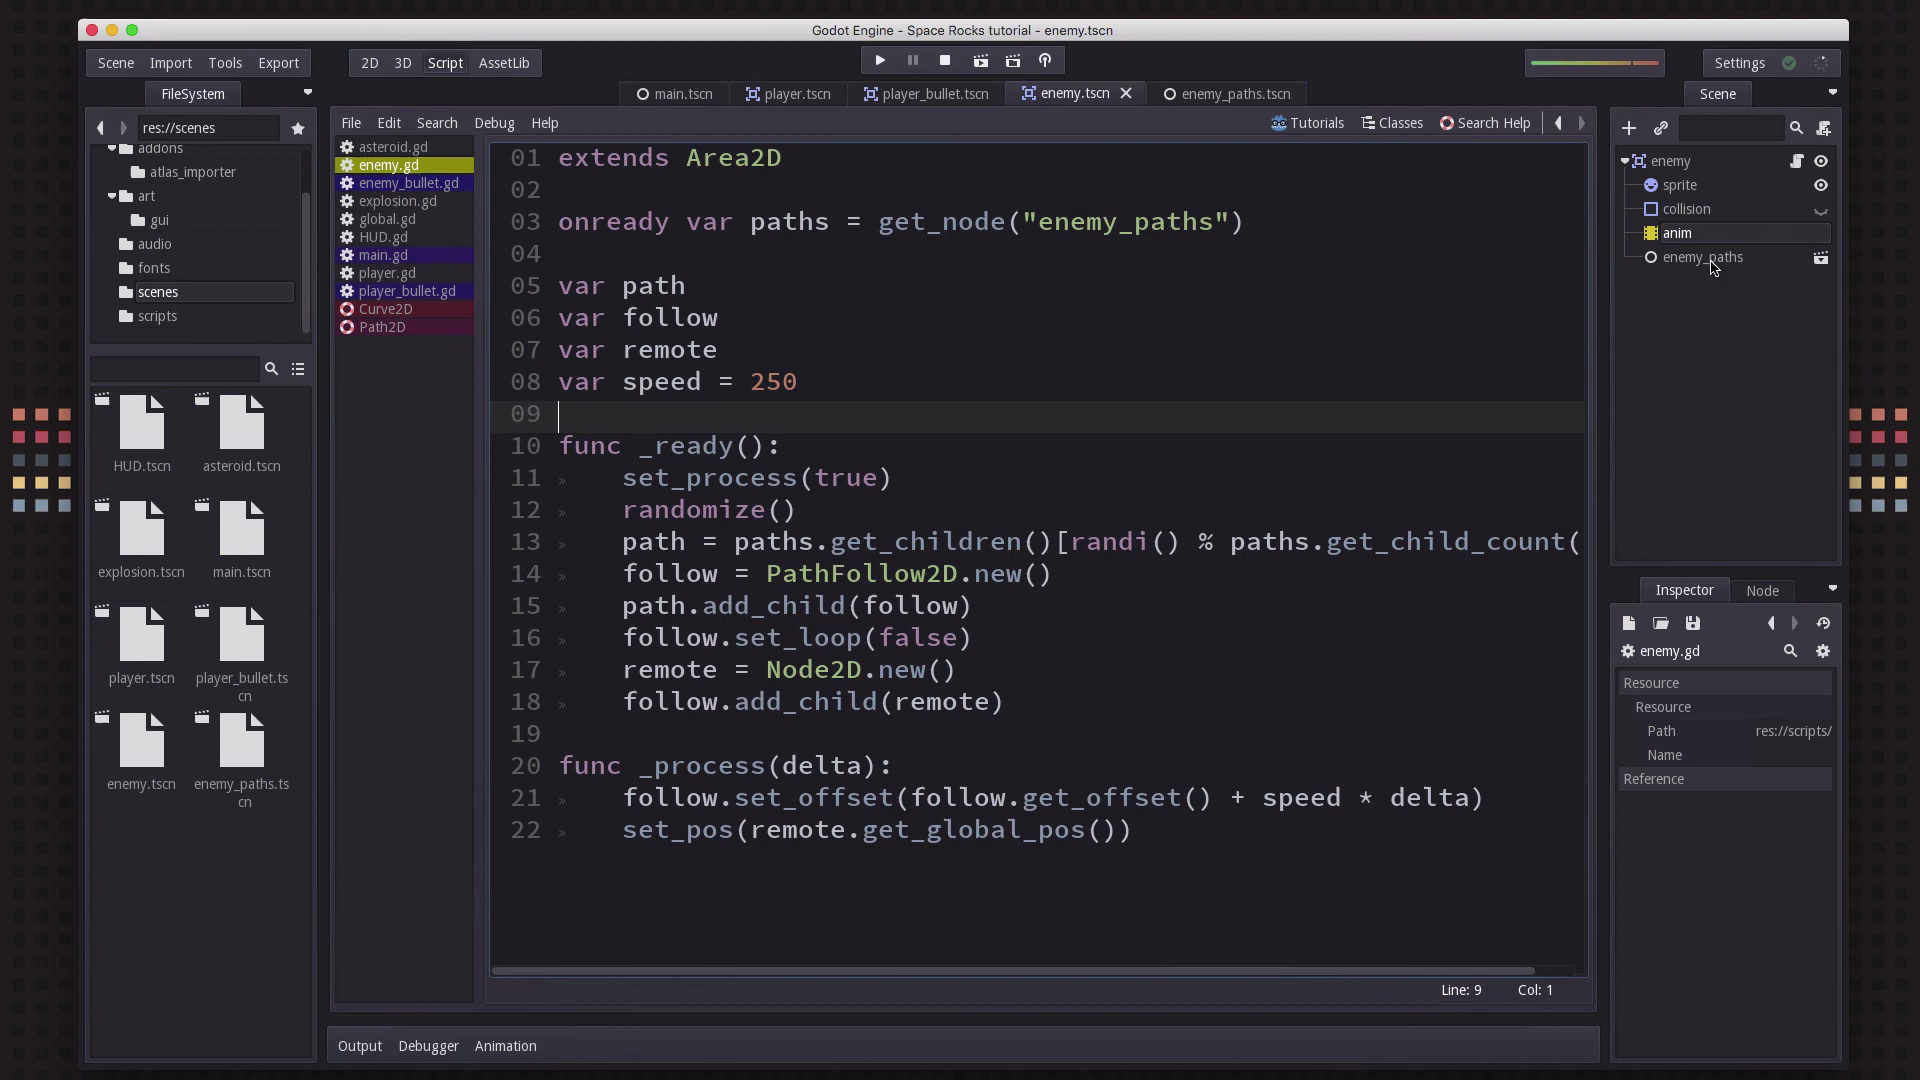 Godot Engine - Space Rocks tutorial - enemy.tscn
Scene Import Tools Export
2D 3D Script AssetLib
Settings
FileSystem
main.tscn player.tscn player_bullet.tscn enemy.tscn enemy_paths.tscn
Scene
res://scenes
addons
atlas_importer
art
gui
audio
fonts
scenes
scripts
HUD.tscn asteroid.tscn
explosion.tscn main.tscn
player.tscn player_bullet.ts
cn
enemy.tscn enemy_paths.ts
cn
File Edit Search Debug Help
Tutorials Classes Search Help
asteroid.gd
enemy.gd
enemy_bullet.gd
explosion.gd
global.gd
HUD.gd
main.gd
player.gd
player_bullet.gd
Curve2D
Path2D
01 extends Area2D
02
03 onready var paths = get_node("enemy_paths")
04
05 var path
06 var follow
07 var remote
08 var speed = 250
09
10 func _ready():
11 » set_process(true)
12 » randomize()
13 » path = paths.get_children()[randi() % paths.get_child_count(
14 » follow = PathFollow2D.new()
15 » path.add_child(follow)
16 » follow.set_loop(false)
17 » remote = Node2D.new()
18 » follow.add_child(remote)
19
20 func _process(delta):
21 » follow.set_offset(follow.get_offset() + speed * delta)
22 » set_pos(remote.get_global_pos())
Line: 9 Col: 1
Output Debugger Animation
enemy
sprite
collision
anim
enemy_paths
Inspector Node
enemy.gd
Resource
Resource
Path res://scripts/
Name
Reference